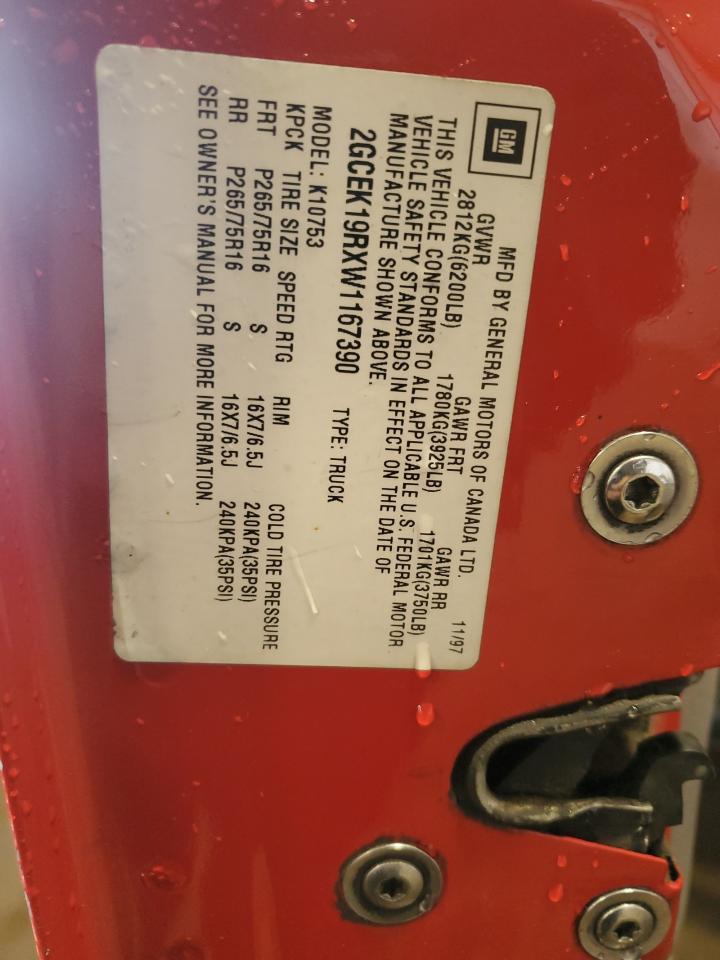 GM
MFD BY GENERAL MOTORS OF CANADA LTD.
11/97
GVWR GAWR FRT GAWR RR
2812KG(6200LB) 1780KG(3925LB) 1701KG(3750LB)
THIS VEHICLE CONFORMS TO ALL APPLICABLE U.S. FEDERAL MOTOR
VEHICLE SAFETY STANDARDS IN EFFECT ON THE DATE OF
MANUFACTURE SHOWN ABOVE.
2GCEK19RXW1167390 TYPE: TRUCK
MODEL: K10753
KPCK TIRE SIZE SPEED RTG RIM COLD TIRE PRESSURE
FRT P265/75R16 S 16X7/6.5J 240KPA(35PSI)
RR P265/75R16 S 16X7/6.5J 240KPA(35PSI)
SEE OWNER'S MANUAL FOR MORE INFORMATION.